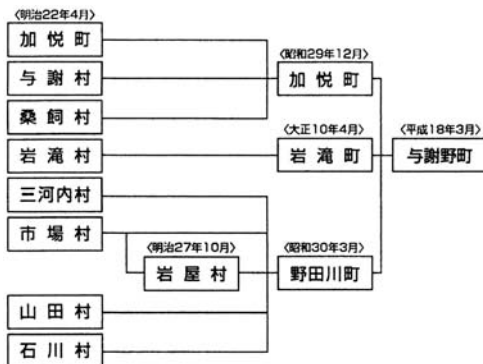 〈明治22年4月〉
加悦町
〈昭和29年12月〉
与謝村
加悦町
桑飼村
〈大正10年4月〉
〈平成18年3月〉
岩滝村
岩滝町
与謝野町
三河内村
市場村
〈明治27年10月〉
〈昭和30年3月〉
岩屋村
野田川町
山田村
石川村